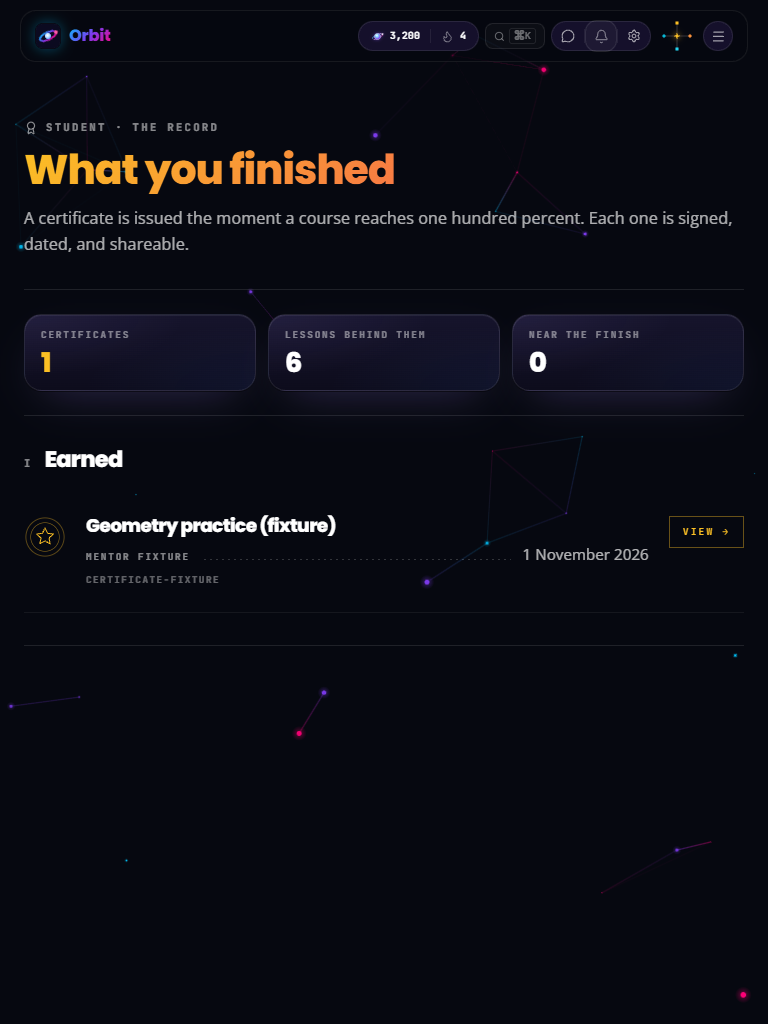 Orbit
3,200
4
⌘K
STUDENT · THE RECORD
What you finished
A certificate is issued the moment a course reaches one hundred percent. Each one is signed,
dated, and shareable.
CERTIFICATES
1
LESSONS BEHIND THEM
6
NEAR THE FINISH
0
I Earned
Geometry practice (fixture)
VIEW →
MENTOR FIXTURE
1 November 2026
CERTIFICATE-FIXTURE